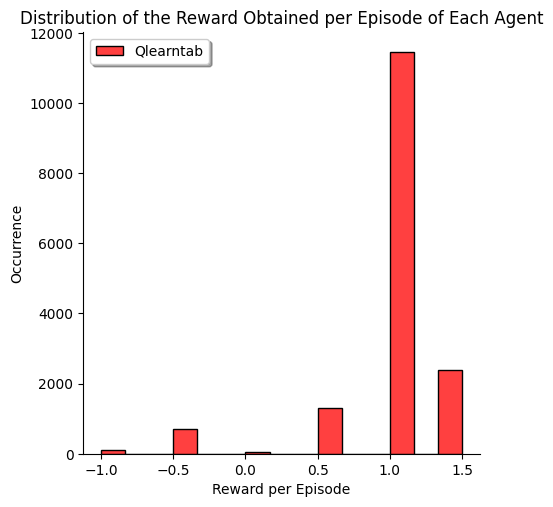 Distribution of the Reward Obtained per Episode of Each Agent
Qlearntab
12000
10000
8000
6000
4000
2000
0
Occurrence
−1.0 −0.5 0.0 0.5 1.0 1.5
Reward per Episode